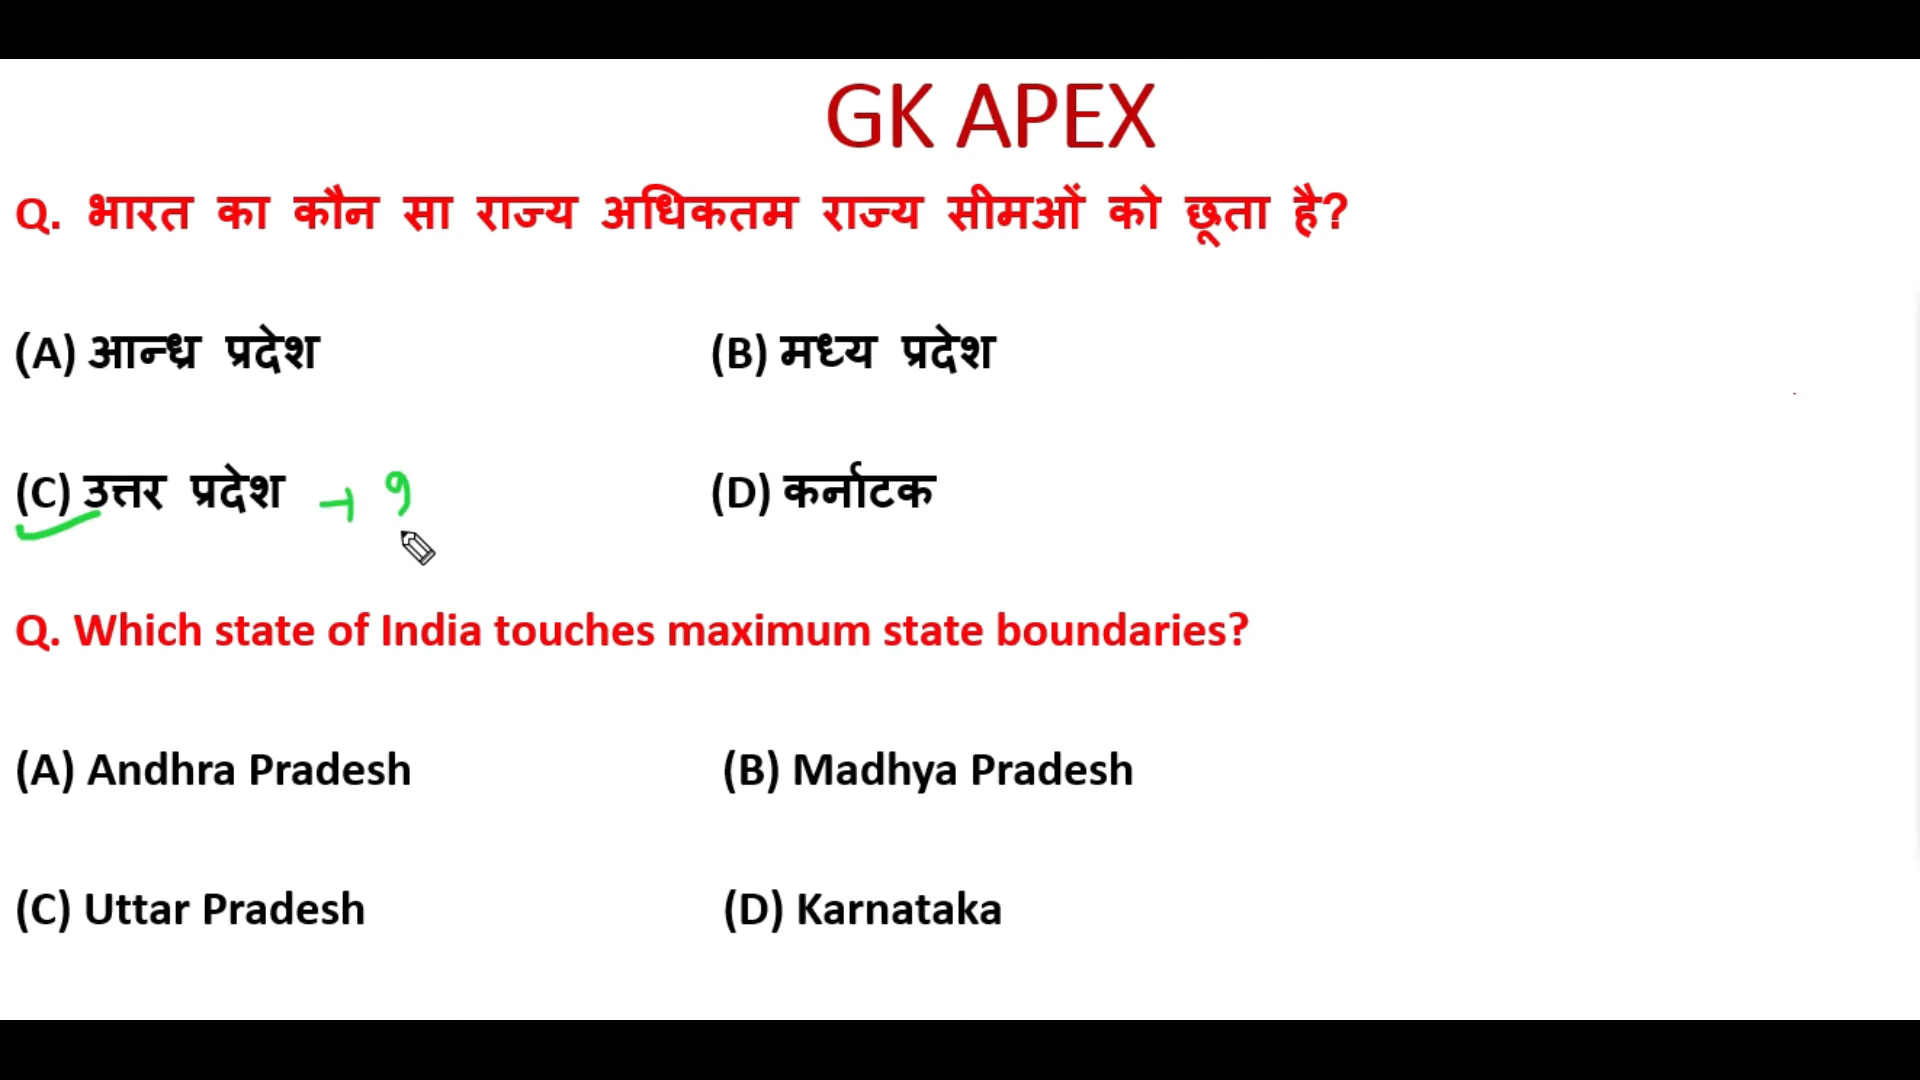 GK APEX
Q. भारत का कौन सा राज्य अधिकतम राज्य सीमओं को छूता है?
(A) आन्ध्र प्रदेश (B) मध्य प्रदेश
(C) उत्तर प्रदेश → 9 (D) कर्नाटक
Q. Which state of India touches maximum state boundaries?
(A) Andhra Pradesh (B) Madhya Pradesh
(C) Uttar Pradesh (D) Karnataka